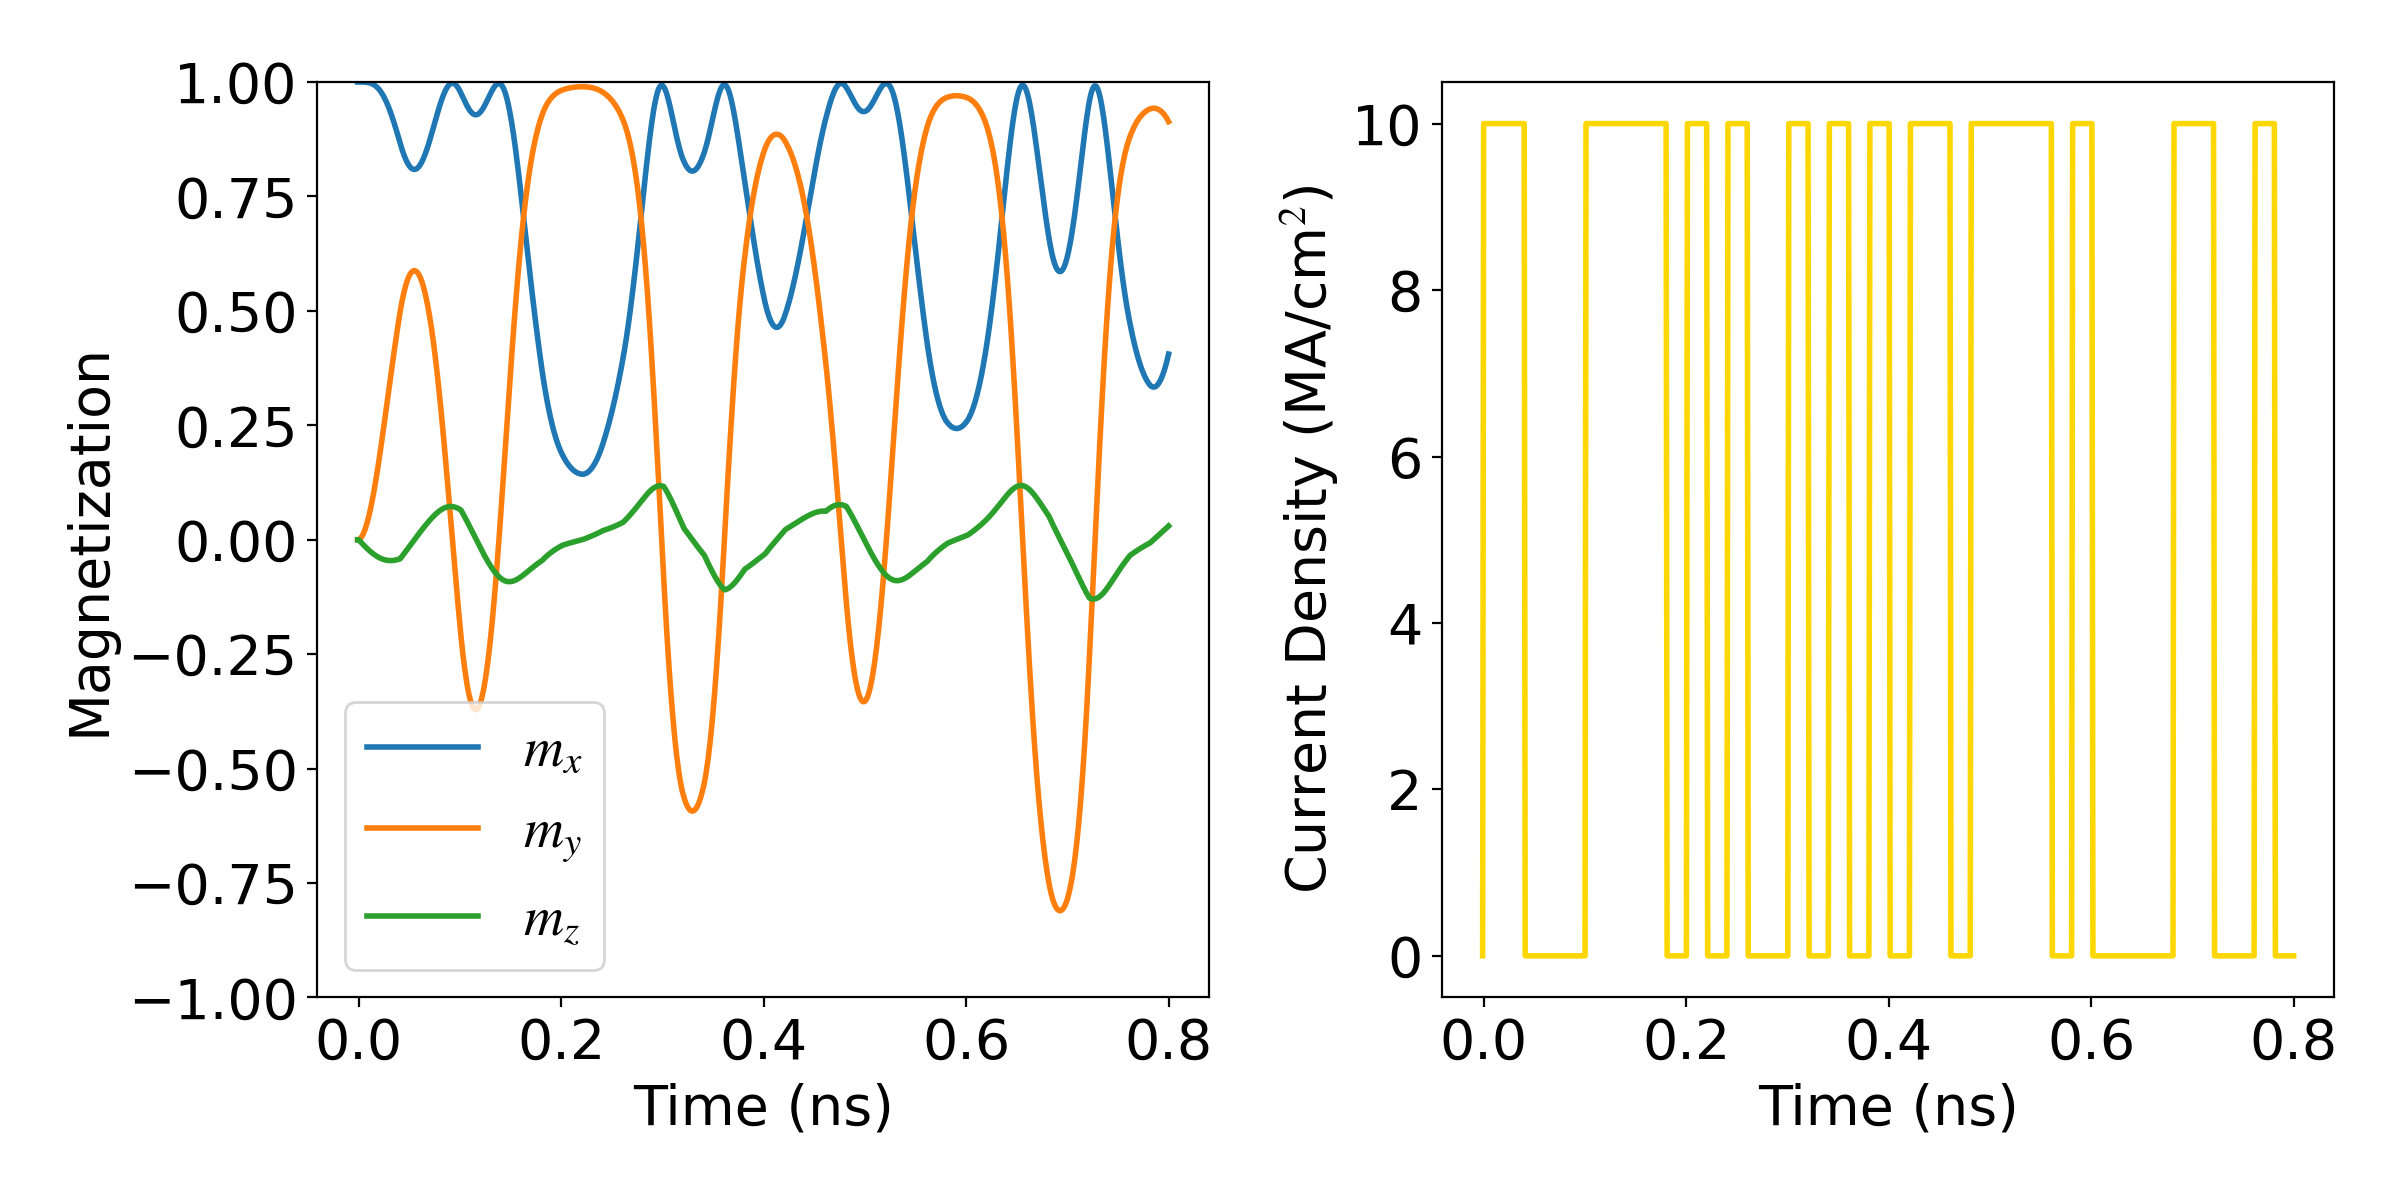 1.00
0.75
0.50
0.25
0.00
−0.25
−0.50
−0.75
−1.00
Magnetization
m_x
m_y
m_z
0.0 0.2 0.4 0.6 0.8
Time (ns)
10
8
6
4
2
0
Current Density (MA/cm²)
0.0 0.2 0.4 0.6 0.8
Time (ns)